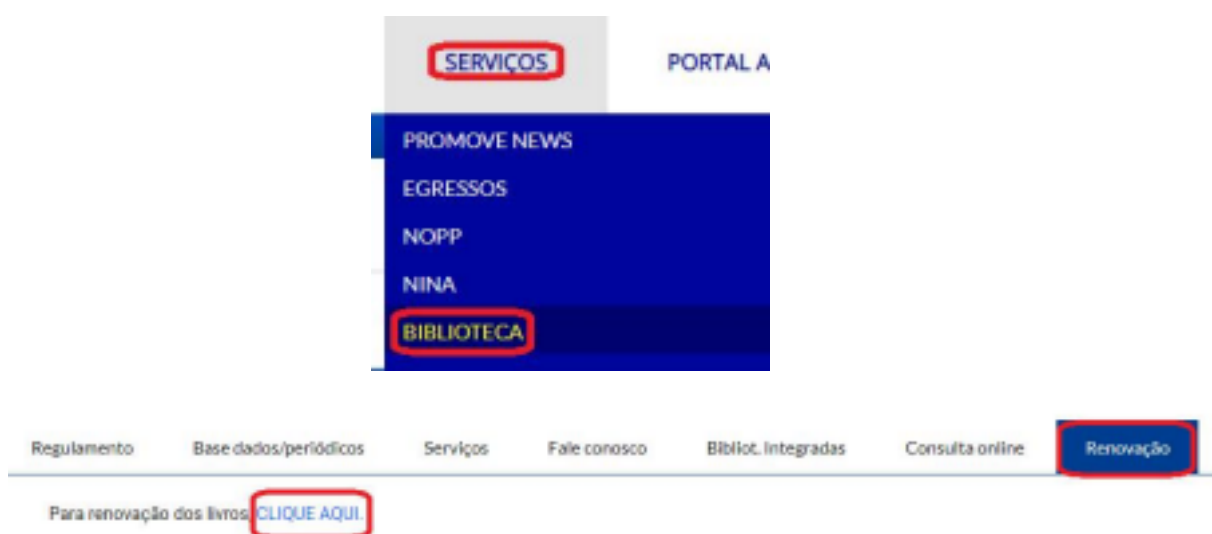 SERVIÇOS PORTAL A
PROMOVE NEWS
EGRESSOS
NOPP
NINA
BIBLIOTECA
Regulamento Base dados/periódicos Serviços Fale conosco Bibliot. Integradas Consulta online Renovação
Para renovação dos livros, CLIQUE AQUI.